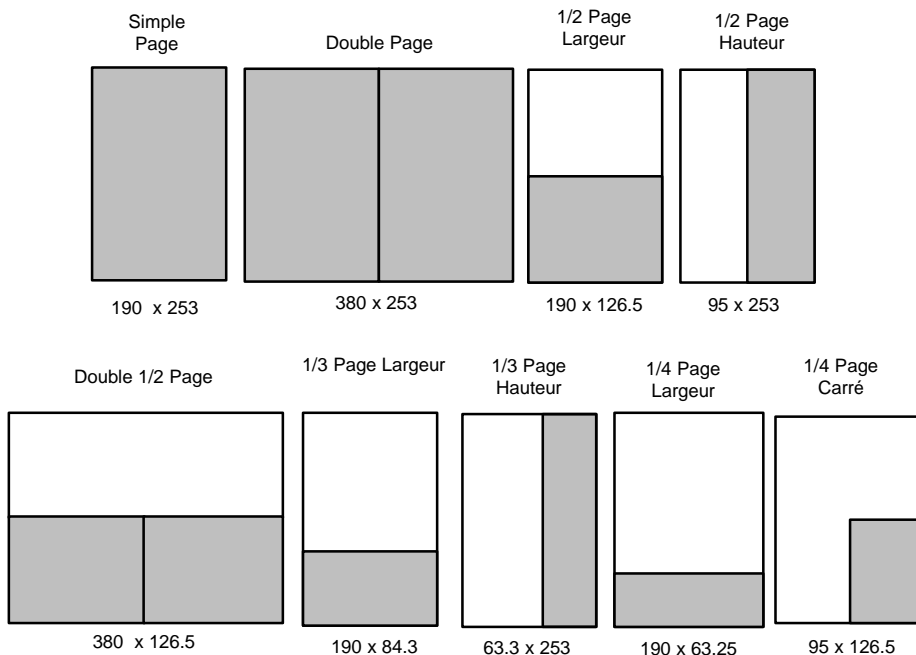 Simple
Page
Double Page
1/2 Page
Largeur
1/2 Page
Hauteur
190 x 253
380 x 253
190 x 126.5
95 x 253
Double 1/2 Page
1/3 Page Largeur
1/3 Page
Hauteur
1/4 Page
Largeur
1/4 Page
Carré
380 x 126.5
190 x 84.3
63.3 x 253
190 x 63.25
95 x 126.5